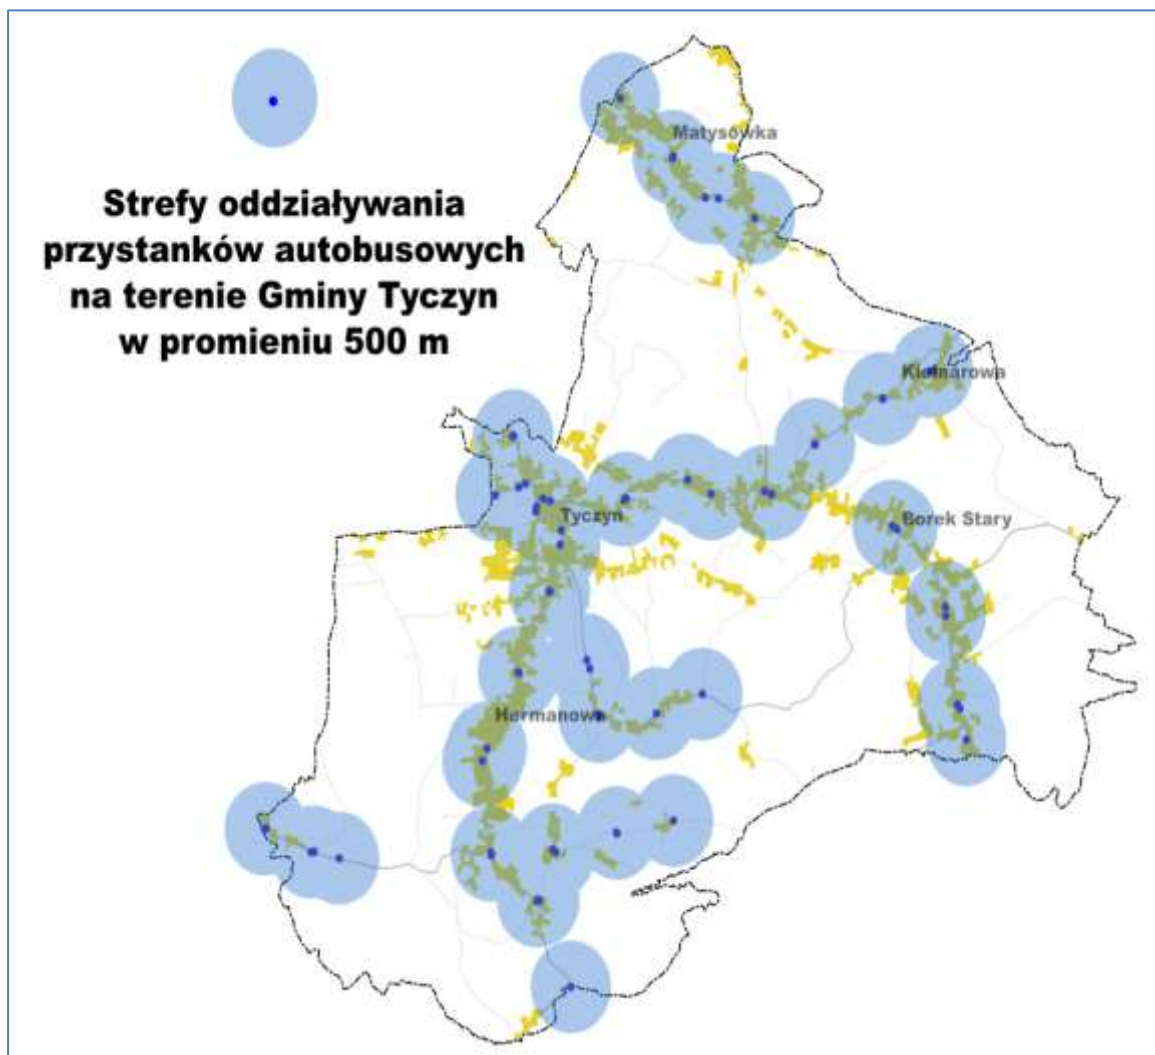 Strefy oddziaływania
przystanków autobusowych
na terenie Gminy Tyczyn
w promieniu 500 m
Matysówka
Kielnarowa
Tyczyn
Borek Stary
Hermanowa